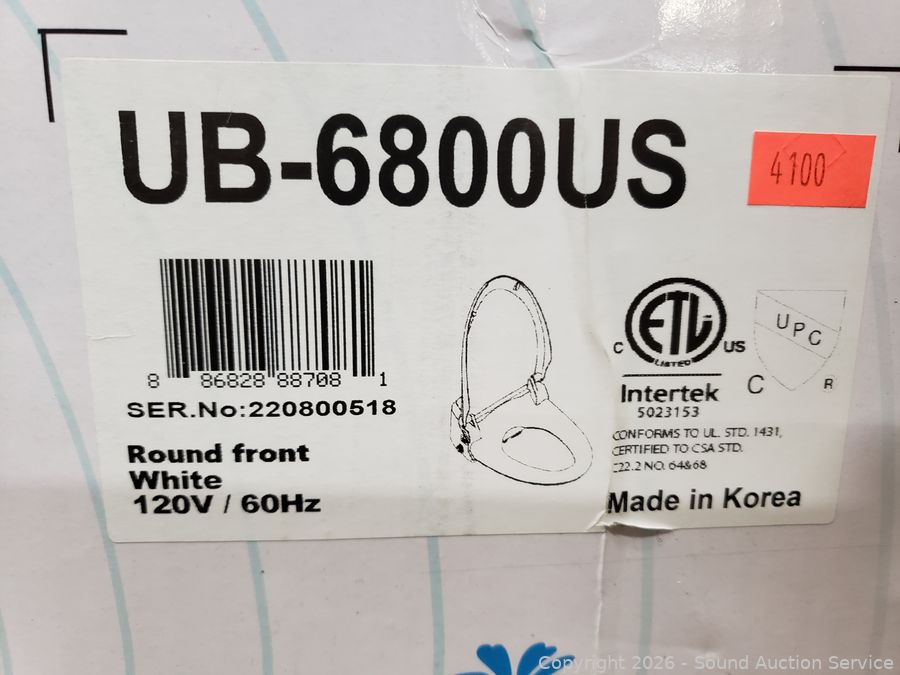 UB-6800US
4100
8 86828 88708 1
SER.No:220800518
Round front
White
120V / 60Hz
C ETL US
LISTED
Intertek
5023153
CONFORMS TO UL. STD. 1431,
CERTIFIED TO CSA STD.
C22.2 NO. 64&68
Made in Korea
UPC
C R
Copyright 2026 - Sound Auction Service